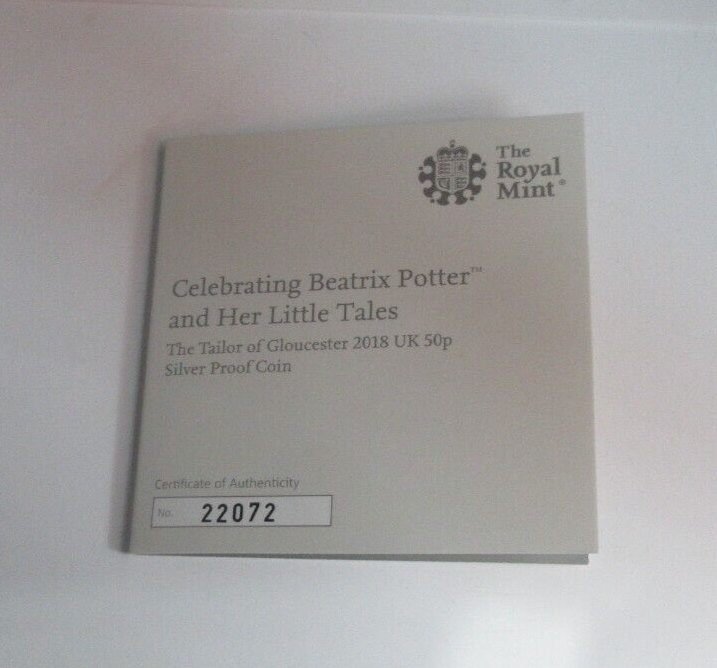 The
Royal
Mint®
Celebrating Beatrix Potter™
and Her Little Tales
The Tailor of Gloucester 2018 UK 50p
Silver Proof Coin
Certificate of Authenticity
No. 22072